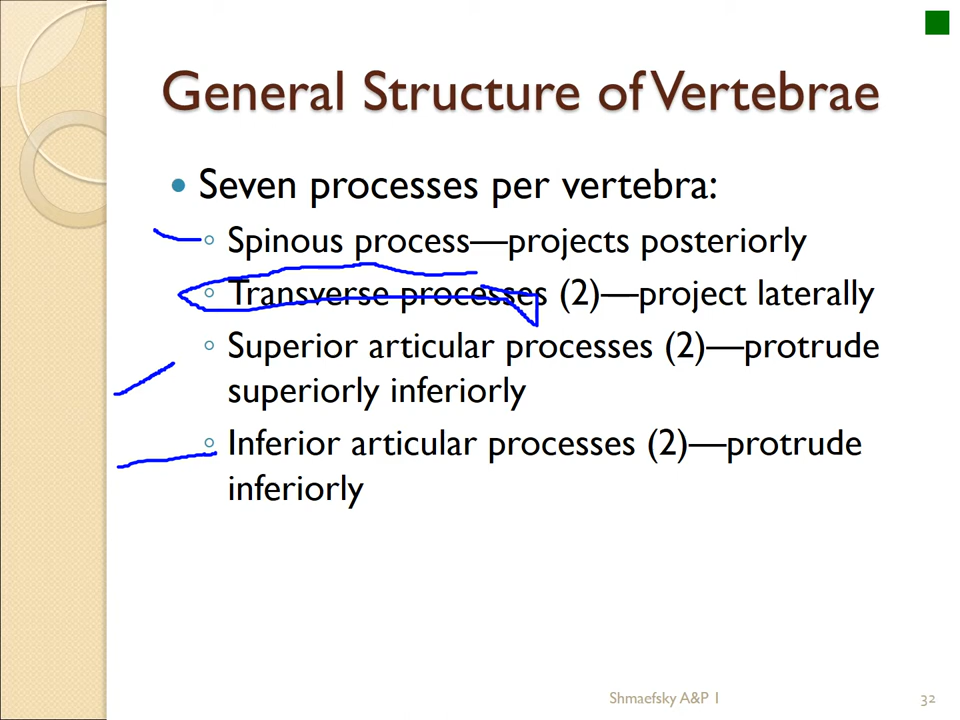 General Structure of Vertebrae
• Seven processes per vertebra:
◦ Spinous process—projects posteriorly
◦ Transverse processes (2)—project laterally
◦ Superior articular processes (2)—protrude
superiorly inferiorly
◦ Inferior articular processes (2)—protrude
inferiorly
Shmaefsky A&P 1
32